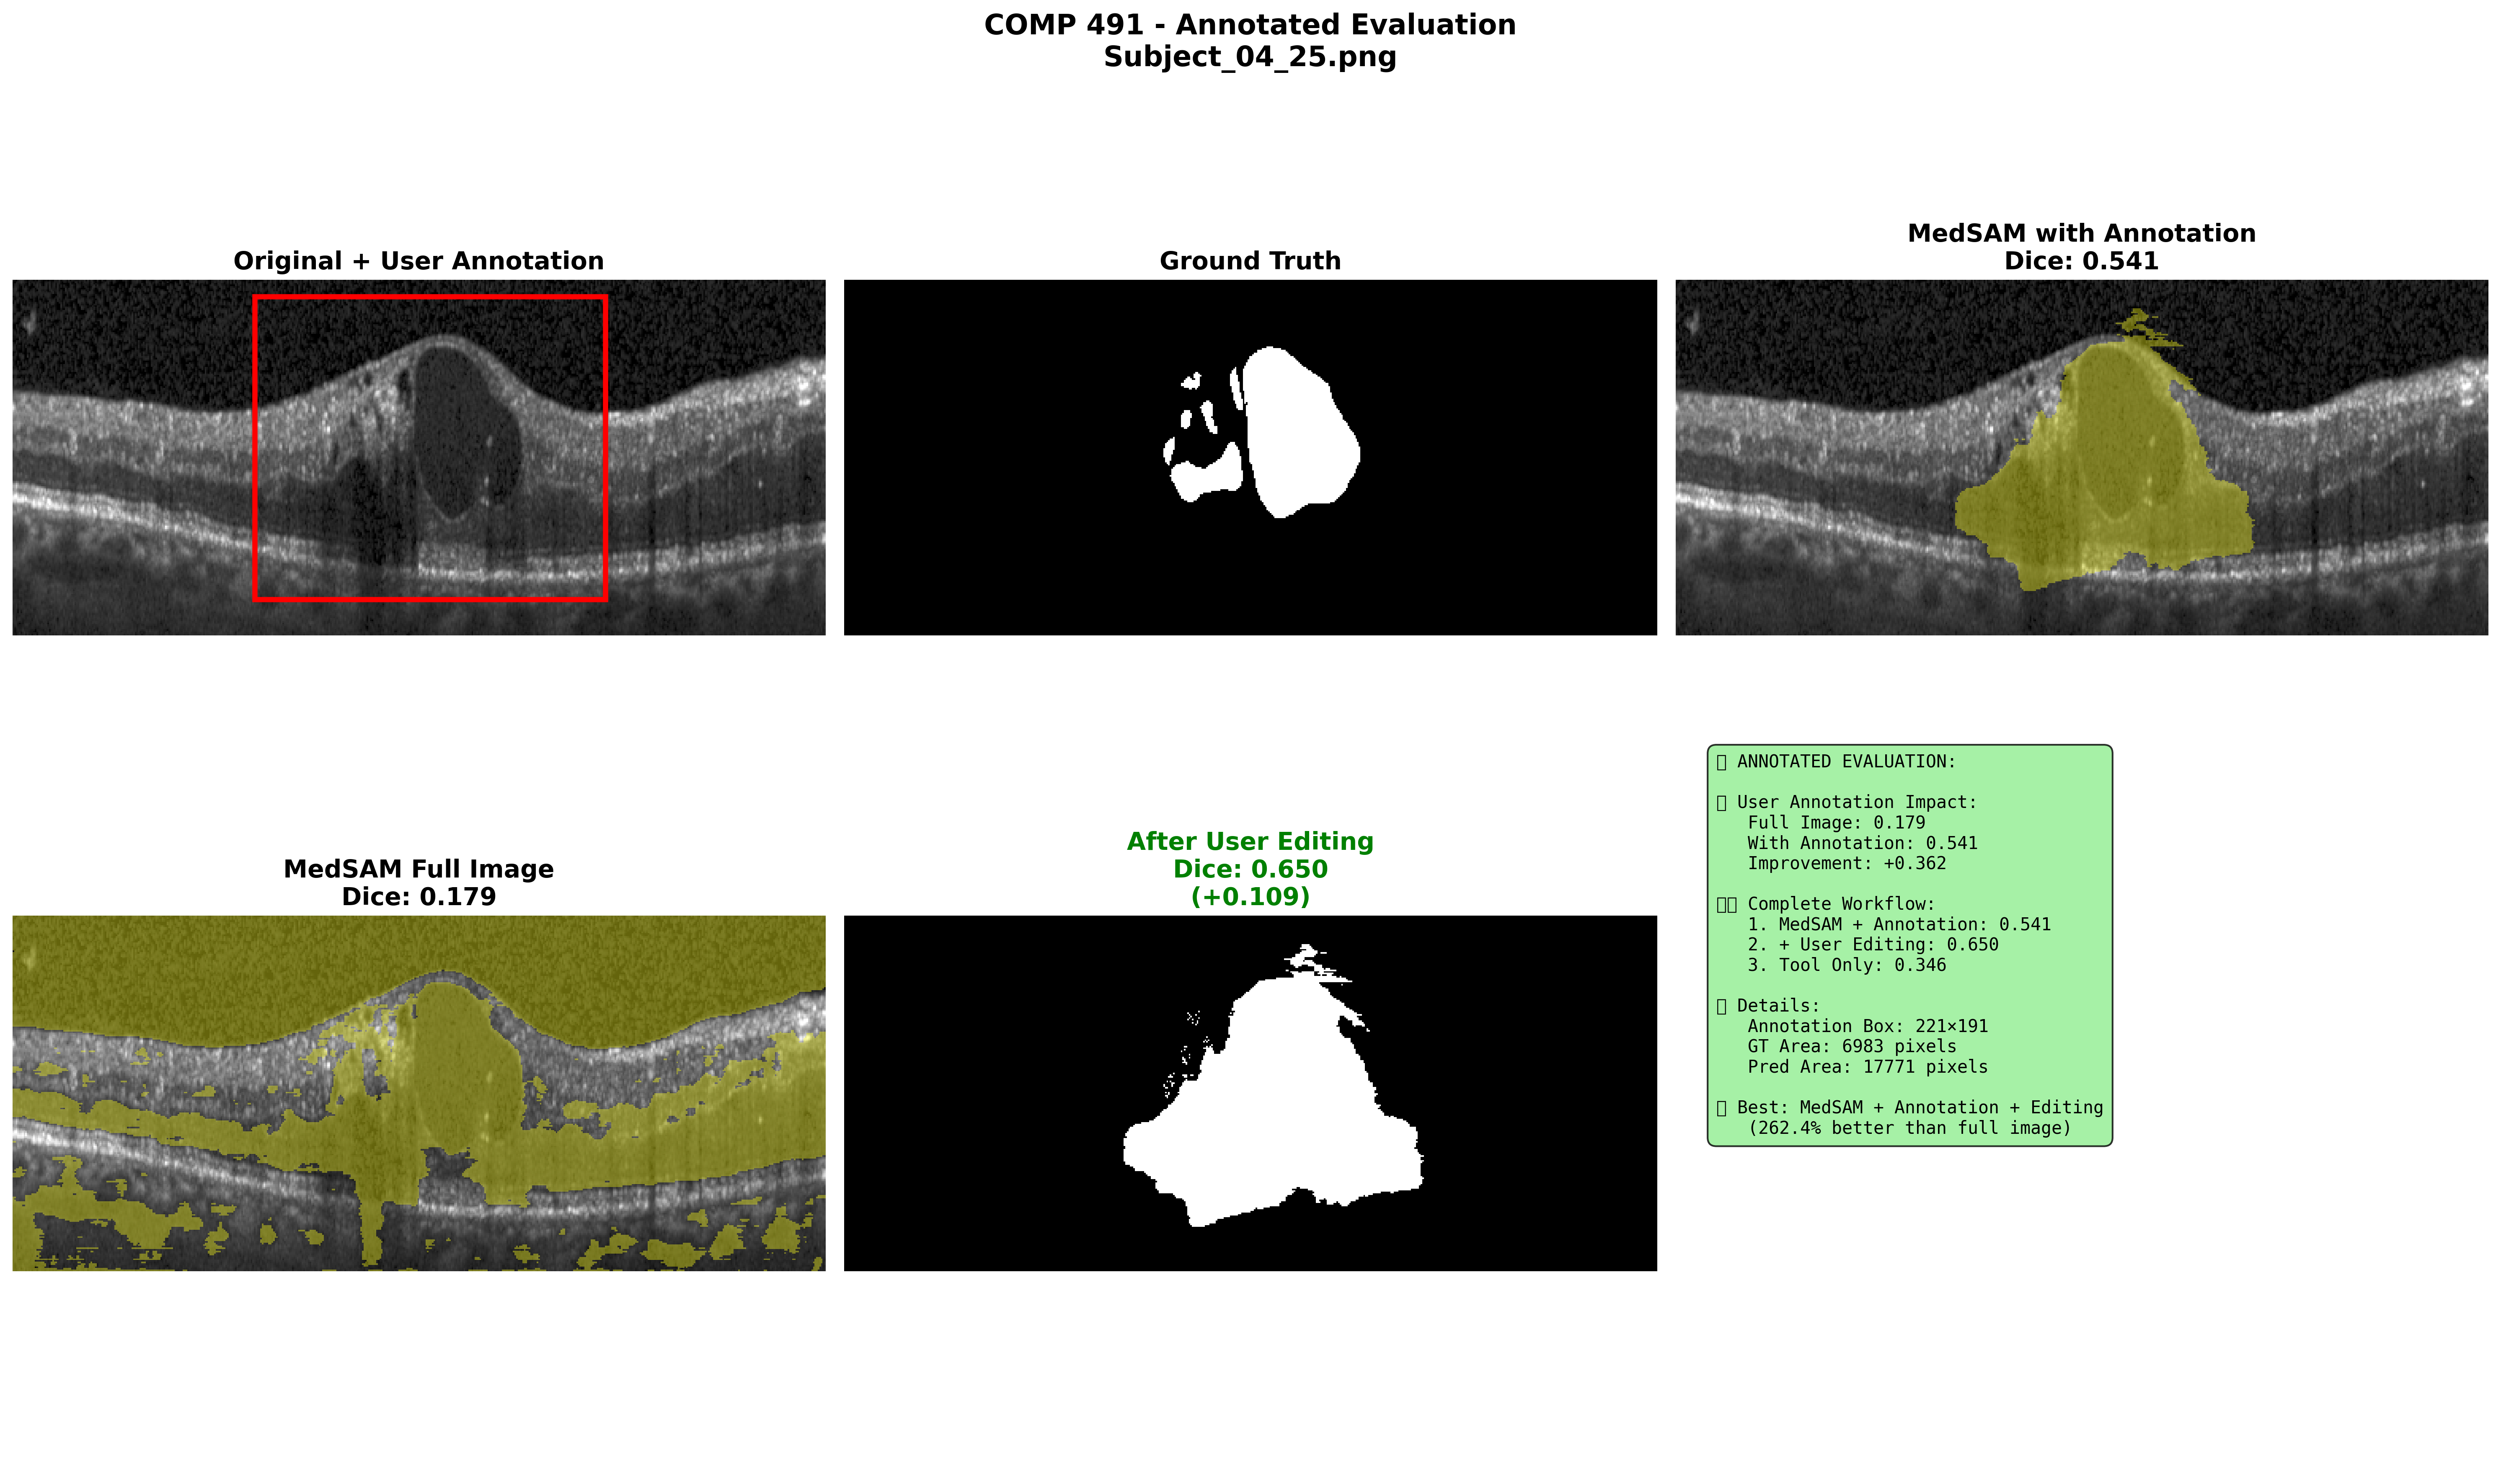 COMP 491 - Annotated Evaluation
Subject_04_25.png
Original + User Annotation
Ground Truth
MedSAM with Annotation
Dice: 0.541
MedSAM Full Image
Dice: 0.179
After User Editing
Dice: 0.650
(+0.109)
ANNOTATED EVALUATION:
User Annotation Impact:
Full Image: 0.179
With Annotation: 0.541
Improvement: +0.362
Complete Workflow:
1. MedSAM + Annotation: 0.541
2. + User Editing: 0.650
3. Tool Only: 0.346
Details:
Annotation Box: 221×191
GT Area: 6983 pixels
Pred Area: 17771 pixels
Best: MedSAM + Annotation + Editing
(262.4% better than full image)